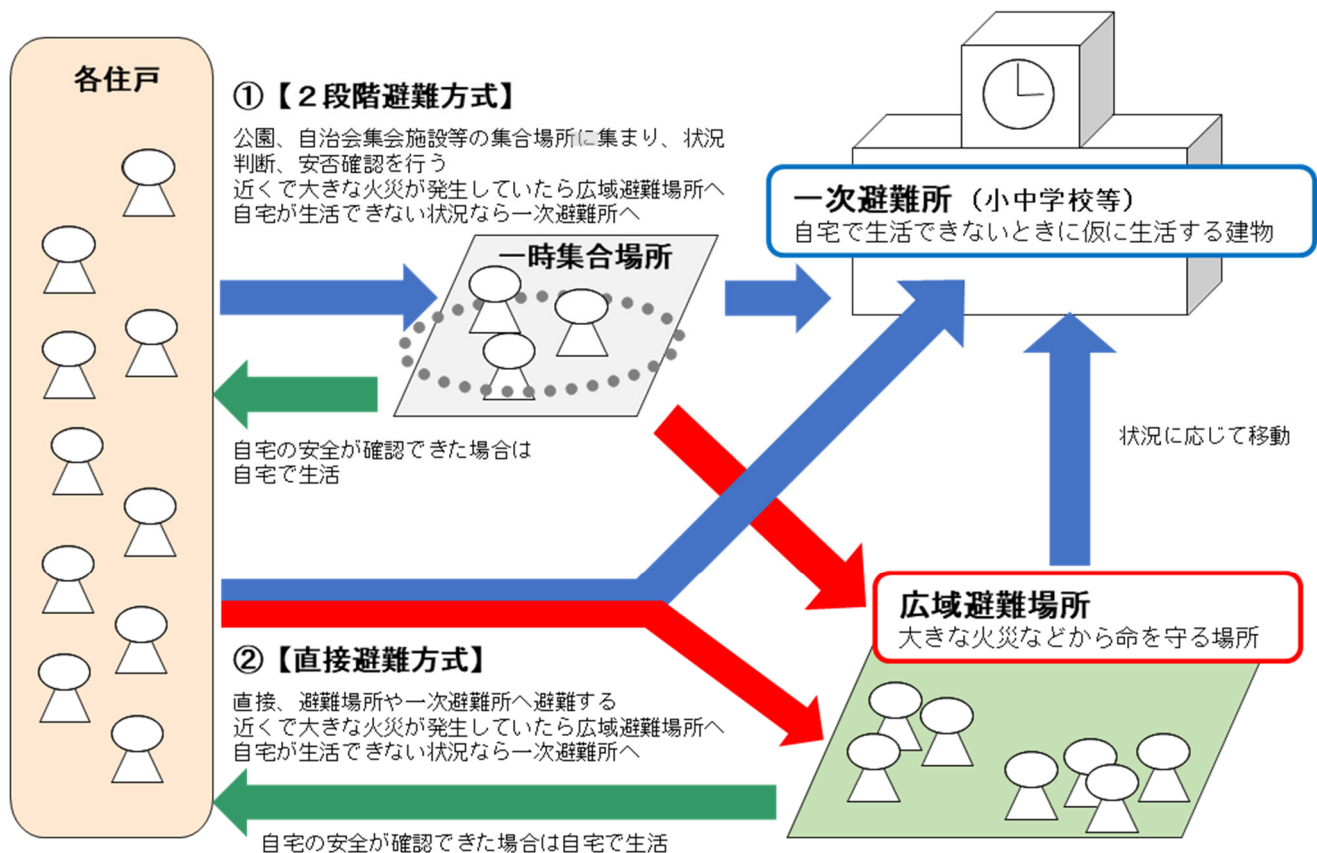 各住戸
①【２段階避難方式】
公園、自治会集会施設等の集合場所に集まり、状況
判断、安否確認を行う
近くで大きな火災が発生していたら広域避難場所へ
自宅が生活できない状況なら一次避難所へ
一時集合場所
自宅の安全が確認できた場合は
自宅で生活
一次避難所（小中学校等）
自宅で生活できないときに仮に生活する建物
状況に応じて移動
広域避難場所
大きな火災などから命を守る場所
②【直接避難方式】
直接、避難場所や一次避難所へ避難する
近くで大きな火災が発生していたら広域避難場所へ
自宅が生活できない状況なら一次避難所へ
自宅の安全が確認できた場合は自宅で生活